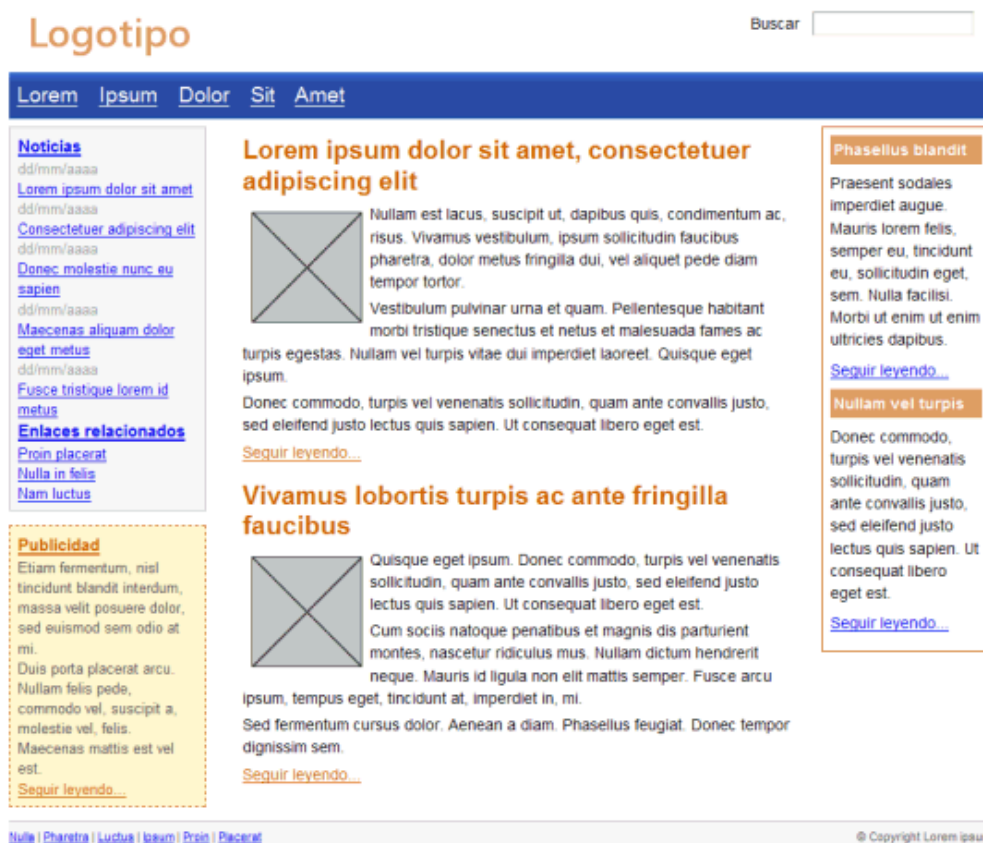 Logotipo
Buscar
Lorem Ipsum Dolor Sit Amet
Noticias
dd/mm/aaaa
Lorem ipsum dolor sit amet
dd/mm/aaaa
Consectetuer adipiscing elit
dd/mm/aaaa
Donec molestie nunc eu
sapien
dd/mm/aaaa
Maecenas aliquam dolor
eget metus
dd/mm/aaaa
Fusce tristique lorem id
metus
Enlaces relacionados
Proin placerat
Nulla in felis
Nam luctus
Publicidad
Etiam fermentum, nisl
tincidunt blandit interdum,
massa velit posuere dolor,
sed euismod sem odio at
mi.
Duis porta placerat arcu.
Nullam felis pede,
commodo vel, suscipit a,
molestie vel, felis.
Maecenas mattis est vel
est.
Seguir leyendo...
Lorem ipsum dolor sit amet, consectetuer
adipiscing elit
Nullam est lacus, suscipit ut, dapibus quis, condimentum ac,
risus. Vivamus vestibulum, ipsum sollicitudin faucibus
pharetra, dolor metus fringilla dui, vel aliquet pede diam
tempor tortor.
Vestibulum pulvinar urna et quam. Pellentesque habitant
morbi tristique senectus et netus et malesuada fames ac
turpis egestas. Nullam vel turpis vitae dui imperdiet laoreet. Quisque eget
ipsum.
Donec commodo, turpis vel venenatis sollicitudin, quam ante convallis justo,
sed eleifend justo lectus quis sapien. Ut consequat libero eget est.
Seguir leyendo...
Vivamus lobortis turpis ac ante fringilla
faucibus
Quisque eget ipsum. Donec commodo, turpis vel venenatis
sollicitudin, quam ante convallis justo, sed eleifend justo
lectus quis sapien. Ut consequat libero eget est.
Cum sociis natoque penatibus et magnis dis parturient
montes, nascetur ridiculus mus. Nullam dictum hendrerit
neque. Mauris id ligula non elit mattis semper. Fusce arcu
ipsum, tempus eget, tincidunt at, imperdiet in, mi.
Sed fermentum cursus dolor. Aenean a diam. Phasellus feugiat. Donec tempor
dignissim sem.
Seguir leyendo...
Phasellus blandit
Praesent sodales
imperdiet augue.
Mauris lorem felis,
semper eu, tincidunt
eu, sollicitudin eget,
sem. Nulla facilisi.
Morbi ut enim ut enim
ultricies dapibus.
Seguir leyendo...
Nullam vel turpis
Donec commodo,
turpis vel venenatis
sollicitudin, quam
ante convallis justo,
sed eleifend justo
lectus quis sapien. Ut
consequat libero
eget est.
Seguir leyendo...
Nulla | Pharetra | Luctus | Ipsum | Proin | Placerat
© Copyright Lorem ipsu